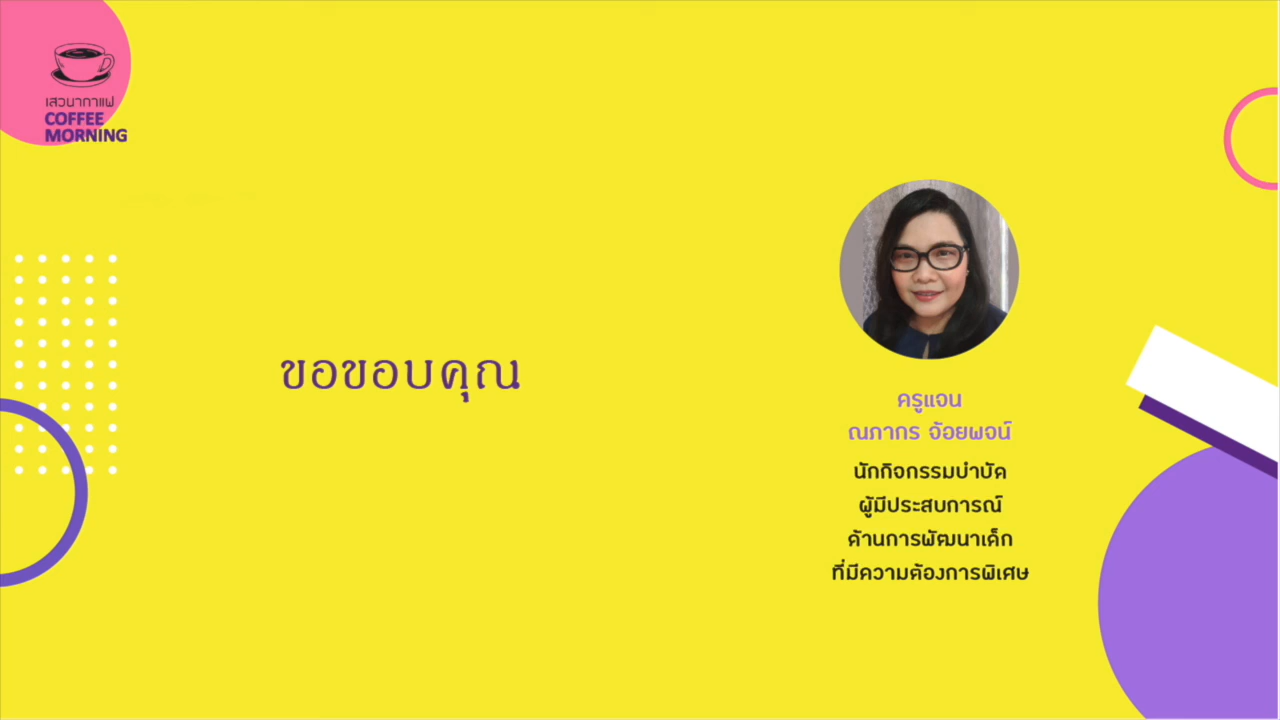 เสวนากาแฟ
COFFEE
MORNING
ขอขอบคุณ
ครูแจน
ณภากร จ้อยพจน์
นักกิจกรรมบำบัด
ผู้มีประสบการณ์
ด้านการพัฒนาเด็ก
ที่มีความต้องการพิเศษ